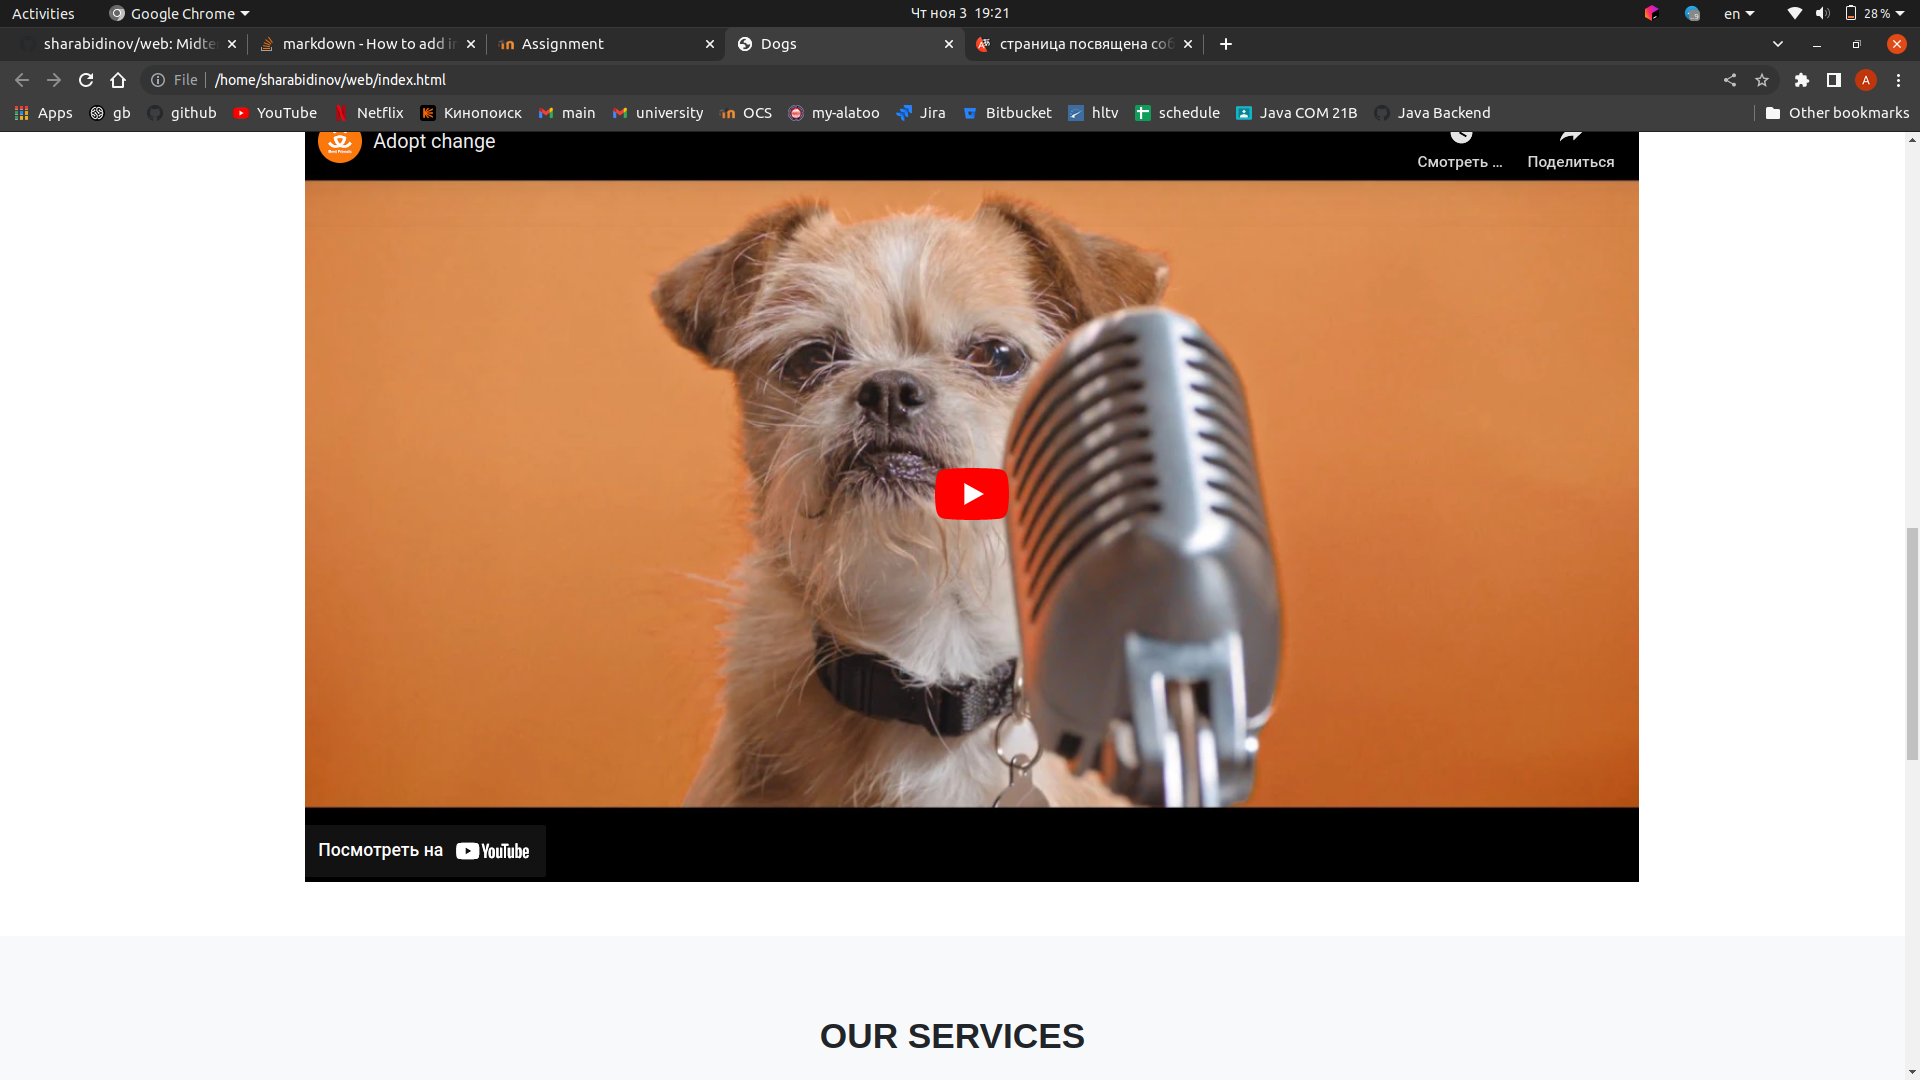 Activities Google Chrome Чт ноя 3 19:21 en 28 %
sharabidinov/web: Midte markdown - How to add i Assignment Dogs страница посвящена соб
File /home/sharabidinov/web/index.html A
Apps gb github YouTube Netflix Кинопоиск main university OCS my-alatoo Jira Bitbucket hltv schedule Java COM 21B Java Backend Other bookmarks
Adopt change
Смотреть ... Поделиться
Посмотреть на YouTube
OUR SERVICES